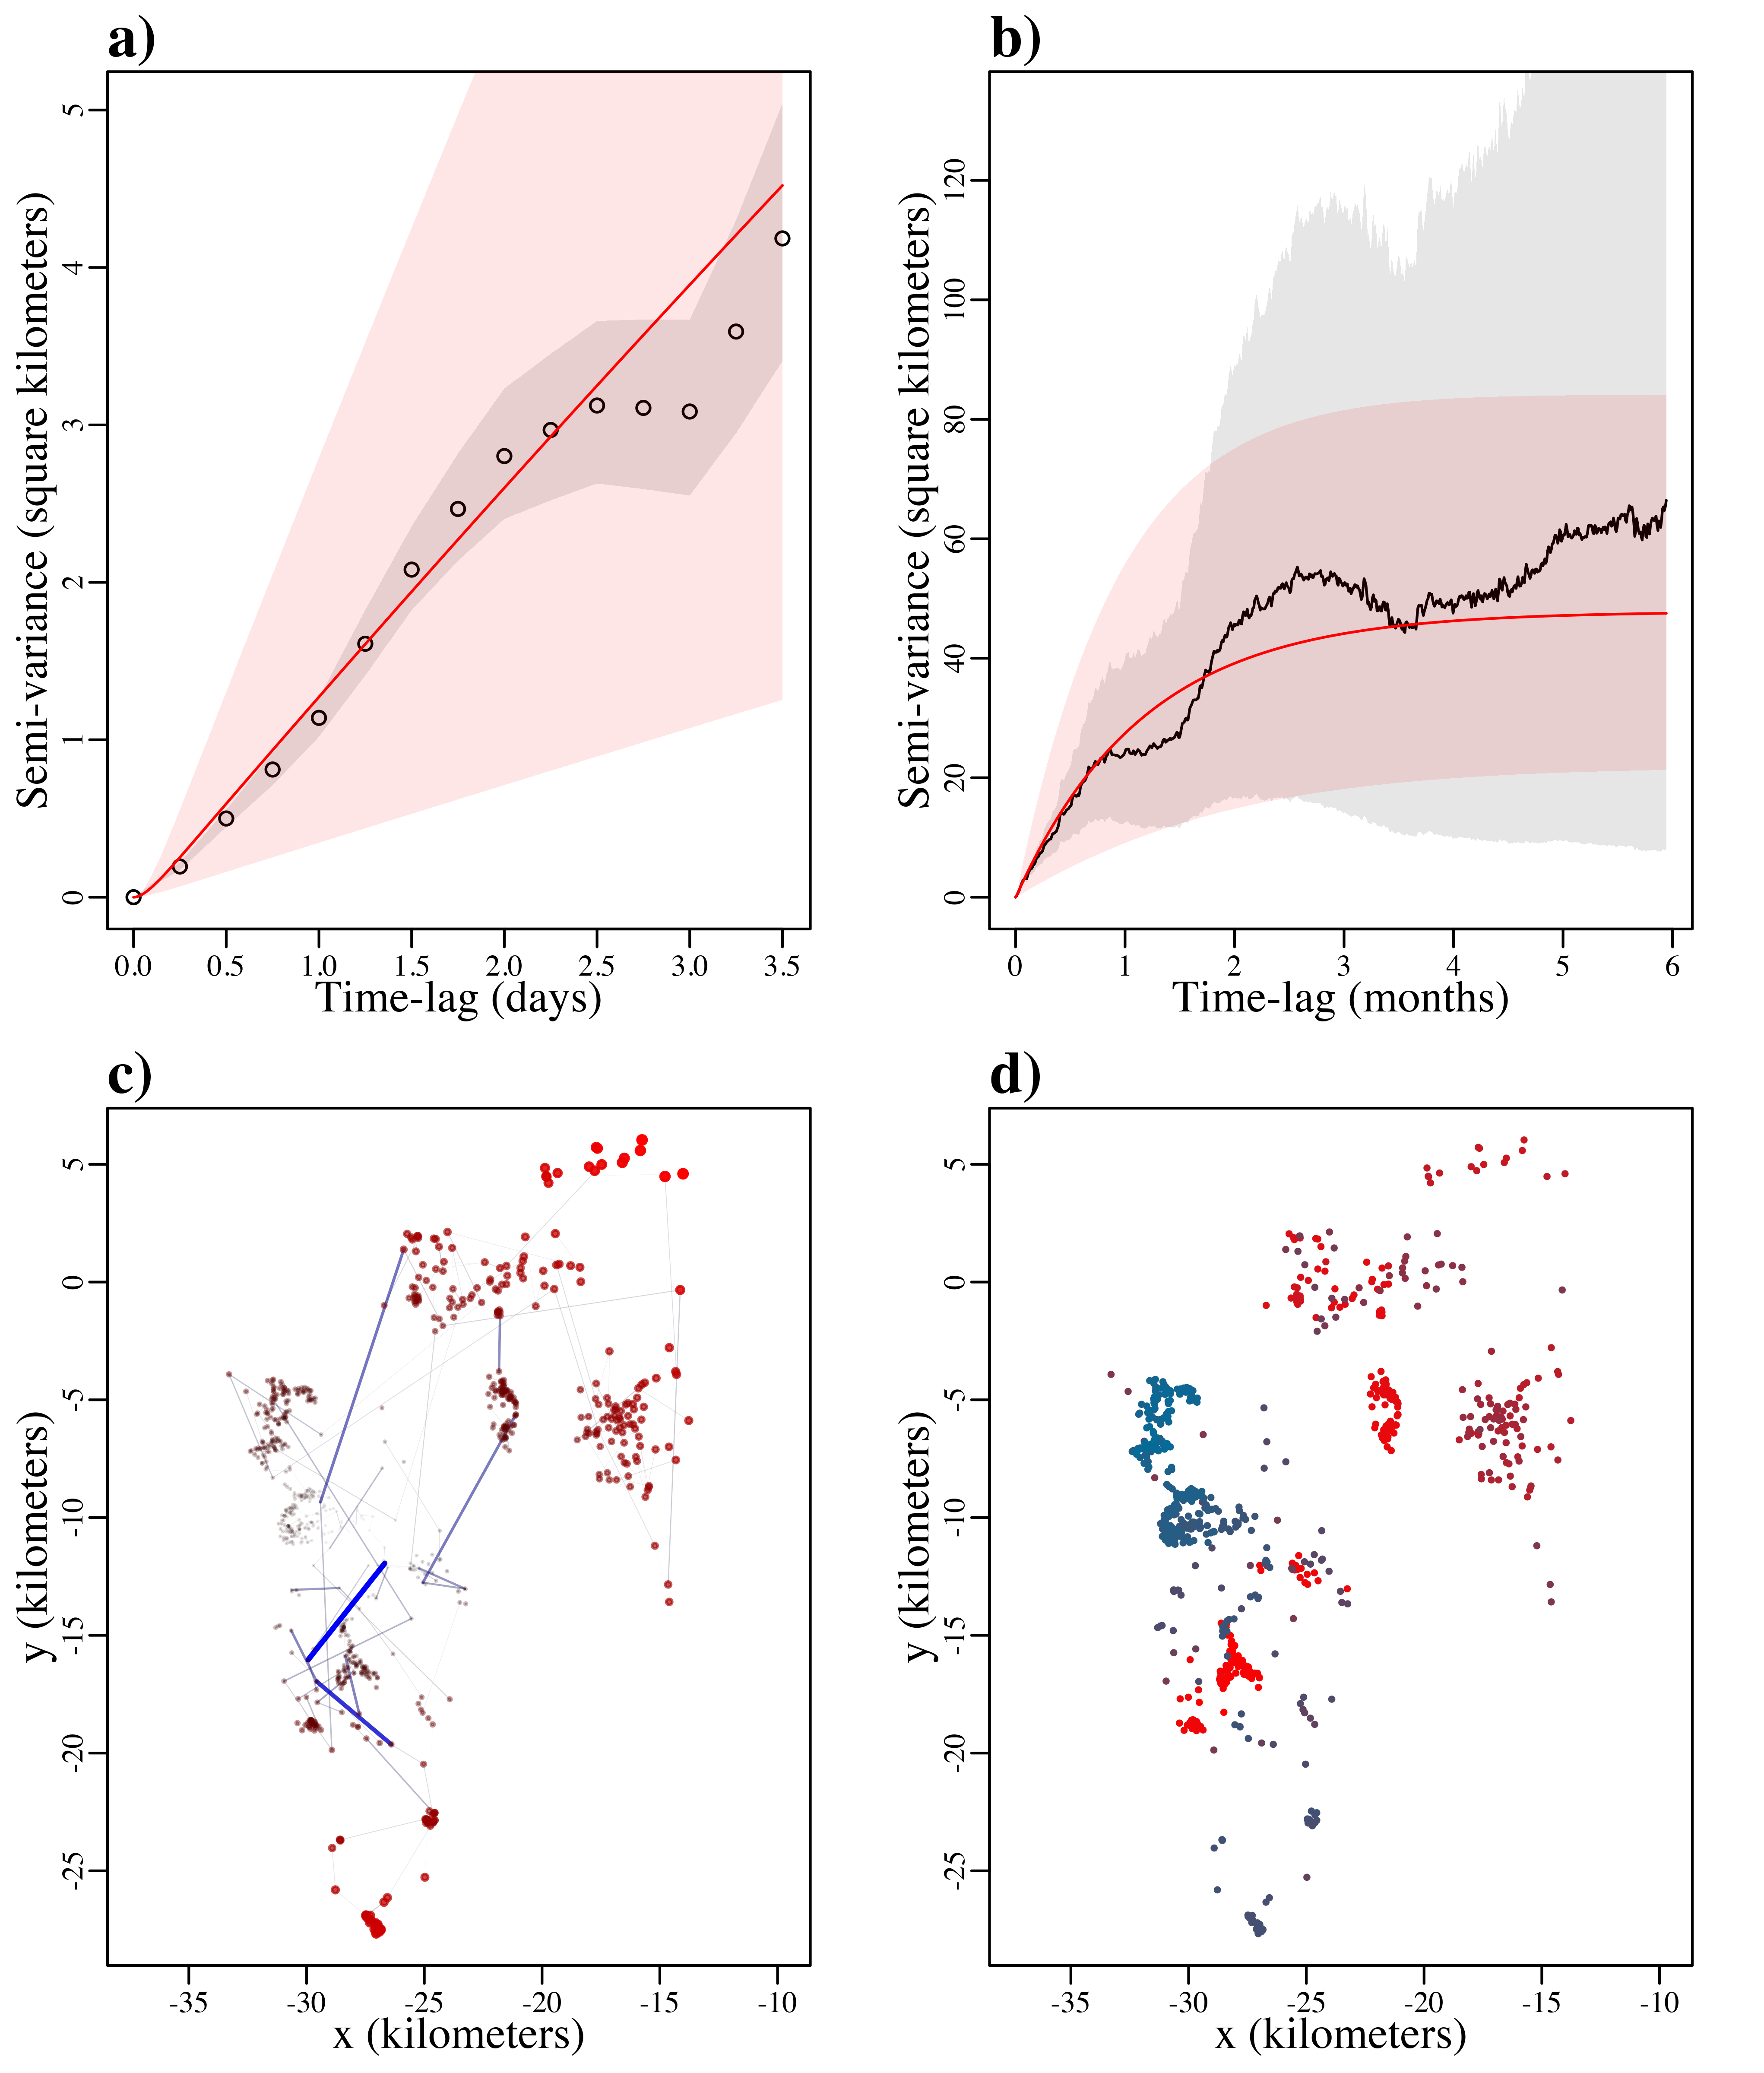 a)
Semi-variance (square kilometers)
5
4
3
2
1
0
0.0 0.5 1.0 1.5 2.0 2.5 3.0 3.5
Time-lag (days)
b)
Semi-variance (square kilometers)
120
100
80
60
40
20
0
0 1 2 3 4 5 6
Time-lag (months)
c)
y (kilometers)
5
0
-5
-10
-15
-20
-25
-35 -30 -25 -20 -15 -10
x (kilometers)
d)
y (kilometers)
5
0
-5
-10
-15
-20
-25
-35 -30 -25 -20 -15 -10
x (kilometers)